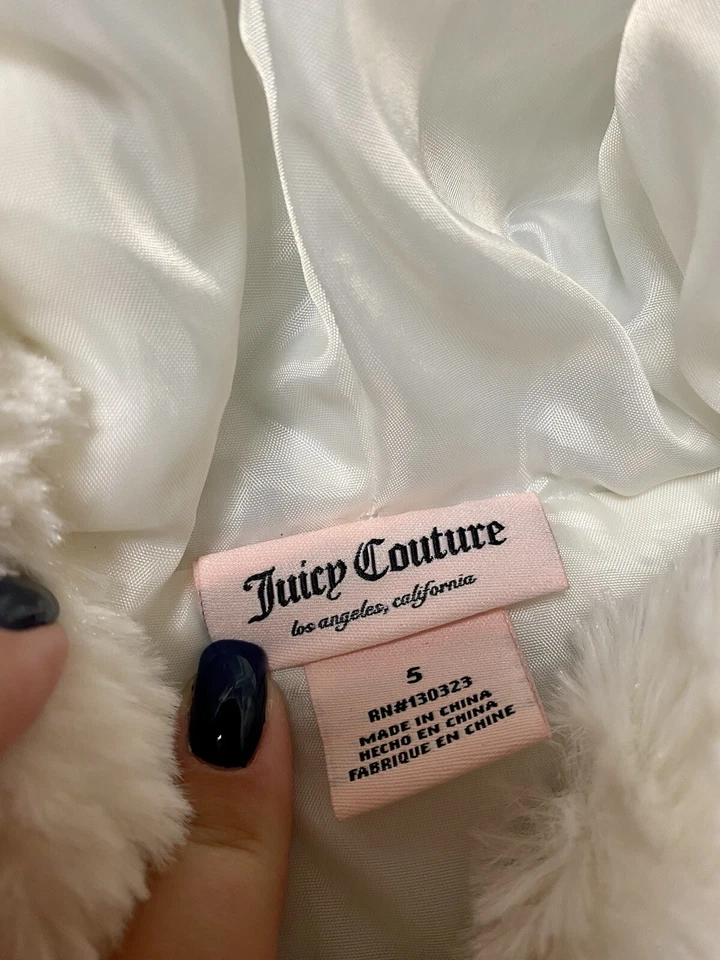 Juicy Couture
los angeles, california
5
RN#130323
MADE IN CHINA
HECHO EN CHINA
FABRIQUE EN CHINE